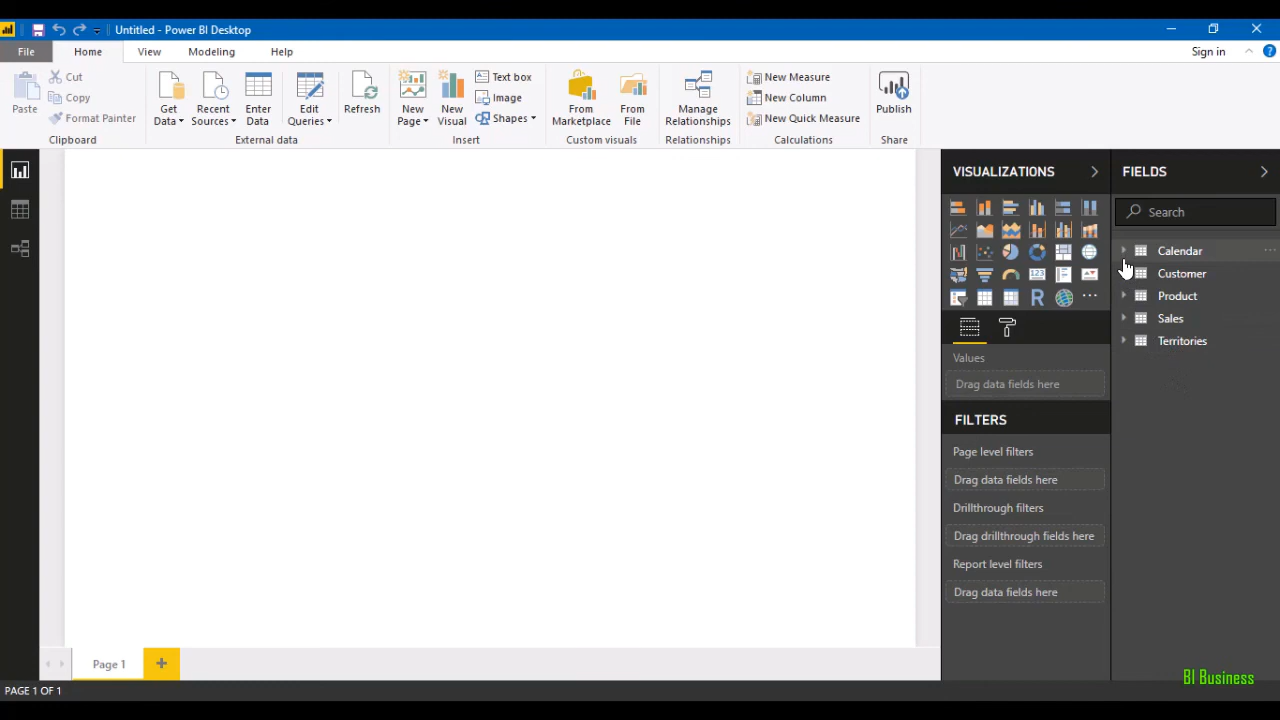 Untitled - Power BI Desktop
File Home View Modeling Help Sign in
Paste Cut Copy Format Painter
Clipboard
Get Data Recent Sources Enter Data Edit Queries Refresh
External data
New Page New Visual Text box Image Shapes
Insert
From Marketplace From File
Custom visuals
Manage Relationships
Relationships
New Measure
New Column
New Quick Measure
Calculations
Publish
Share
VISUALIZATIONS
R
123
Values
Drag data fields here
FILTERS
Page level filters
Drag data fields here
Drillthrough filters
Drag drillthrough fields here
Report level filters
Drag data fields here
FIELDS
Search
Calendar
Customer
Product
Sales
Territories
Page 1
PAGE 1 OF 1
BI Business